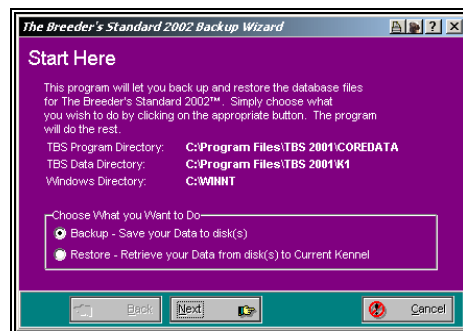 The Breeder's Standard 2002 Backup Wizard
Start Here
This program will let you back up and restore the database files
for The Breeder's Standard 2002™. Simply choose what
you wish to do by clicking on the appropriate button. The program
will do the rest.
TBS Program Directory: C:\Program Files\TBS 2001\COREDATA
TBS Data Directory: C:\Program Files\TBS 2001\K1
Windows Directory: C:\WINNT
Choose What you Want to Do
Backup - Save your Data to disk(s)
Restore - Retrieve your Data from disk(s) to Current Kennel
Back Next Cancel